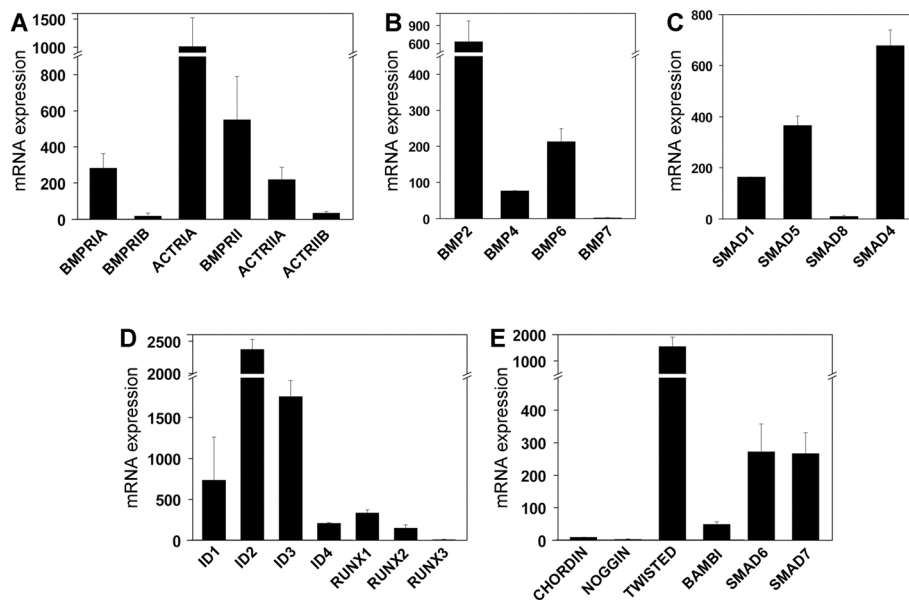 A
mRNA expression
1500
1000
800
600
400
200
0
BMPRIA
BMPRIB
ACTRIA
BMPRII
ACTRIIA
ACTRIIB
B
mRNA expression
900
600
400
300
200
100
0
BMP2
BMP4
BMP6
BMP7
C
mRNA expression
800
600
400
200
0
SMAD1
SMAD5
SMAD8
SMAD4
D
mRNA expression
2500
2000
1500
1000
500
0
ID1
ID2
ID3
ID4
RUNX1
RUNX2
RUNX3
E
mRNA expression
2000
1000
400
300
200
100
0
CHORDIN
NOGGIN
TWISTED
BAMBI
SMAD6
SMAD7